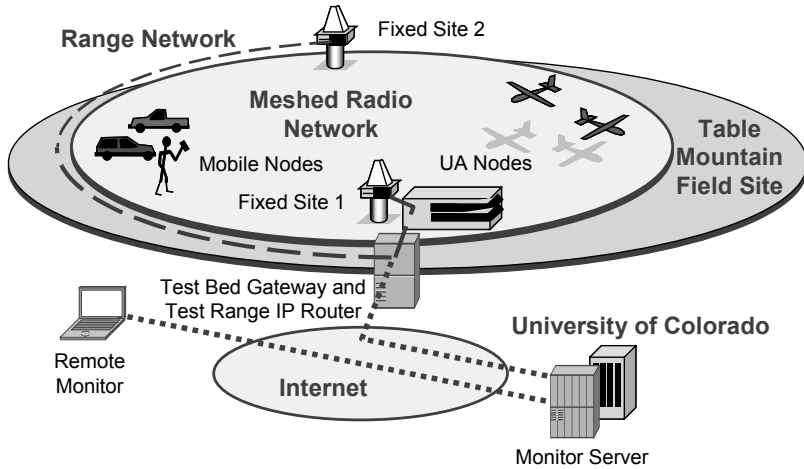 Fixed Site 2
Range Network
Meshed Radio
Network
Table
Mountain
Field Site
Mobile Nodes
UA Nodes
Fixed Site 1
Test Bed Gateway and
Test Range IP Router
University of Colorado
Remote
Monitor
Internet
Monitor Server